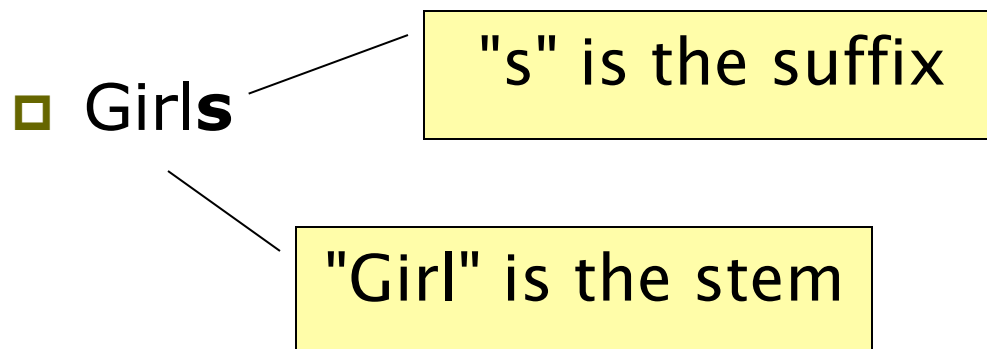 "s" is the suffix
Girls
"Girl" is the stem